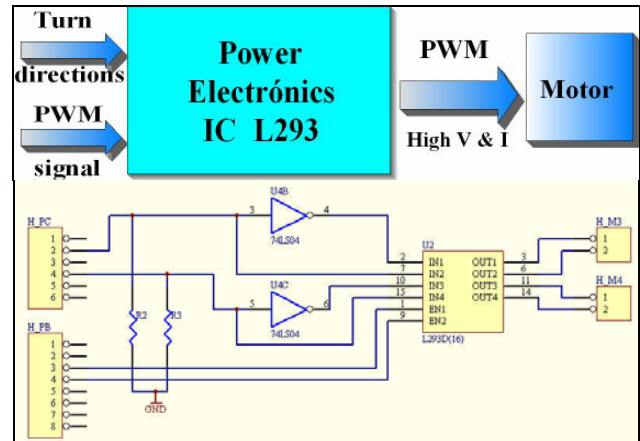 Turn
directions
PWM
signal
Power
Electrónics
IC L293
PWM
High V & I
Motor
H_PC
1
2
3
4
5
6
H_PB
1
2
3
4
5
6
7
8
R2
R3
GND
U4B
3
4
74LS04
U4C
5
6
74LS04
U2
2 IN1 OUT1 3
7 IN2 OUT2 6
10 IN3 OUT3 11
15 IN4 OUT4 14
1 EN1
9 EN2
L293D(16)
H_M3
1
2
H_M4
1
2